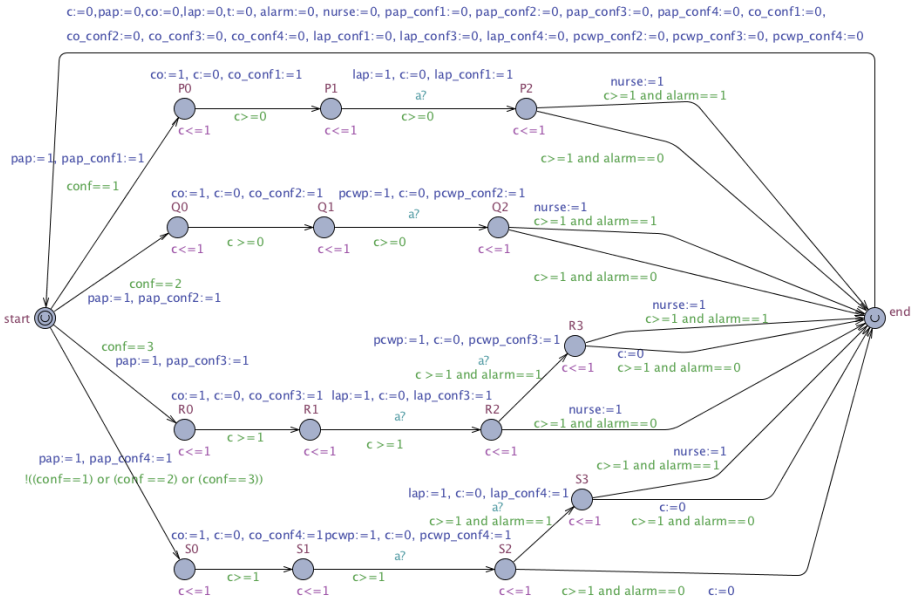 c:=0,pap:=0,co:=0,lap:=0,t:=0, alarm:=0, nurse:=0, pap_conf1:=0, pap_conf2:=0, pap_conf3:=0, pap_conf4:=0, co_conf1:=0,
co_conf2:=0, co_conf3:=0, co_conf4:=0, lap_conf1:=0, lap_conf3:=0, lap_conf4:=0, pcwp_conf2:=0, pcwp_conf3:=0, pcwp_conf4:=0
co:=1, c:=0, co_conf1:=1
lap:=1, c:=0, lap_conf1:=1
P0
P1
a?
P2
nurse:=1
c>=1 and alarm==1
c>=0
c>=0
c<=1
c<=1
c<=1
pap:=1, pap_conf1:=1
c>=1 and alarm==0
conf==1
co:=1, c:=0, co_conf2:=1
pcwp:=1, c:=0, pcwp_conf2:=1
Q0
Q1
a?
Q2
nurse:=1
c>=1 and alarm==1
c >=0
c>=0
c<=1
c<=1
c<=1
c>=1 and alarm==0
conf==2
pap:=1, pap_conf2:=1
start
end
nurse:=1
c>=1 and alarm==1
R3
pcwp:=1, c:=0, pcwp_conf3:=1
conf==3
pap:=1, pap_conf3:=1
a?
c >=1 and alarm==1
c<=1
c:=0
c>=1 and alarm==0
co:=1, c:=0, co_conf3:=1
lap:=1, c:=0, lap_conf3:=1
R0
R1
a?
R2
nurse:=1
c>=1 and alarm==0
c >=1
c >=1
c<=1
c<=1
c<=1
pap:=1, pap_conf4:=1
!((conf==1) or (conf ==2) or (conf==3))
nurse:=1
c>=1 and alarm==1
S3
lap:=1, c:=0, lap_conf4:=1
a?
c>=1 and alarm==1
c<=1
c:=0
c>=1 and alarm==0
co:=1, c:=0, co_conf4:=1
pcwp:=1, c:=0, pcwp_conf4:=1
S0
S1
a?
S2
c>=1
c>=1
c<=1
c<=1
c<=1
c>=1 and alarm==0
c:=0